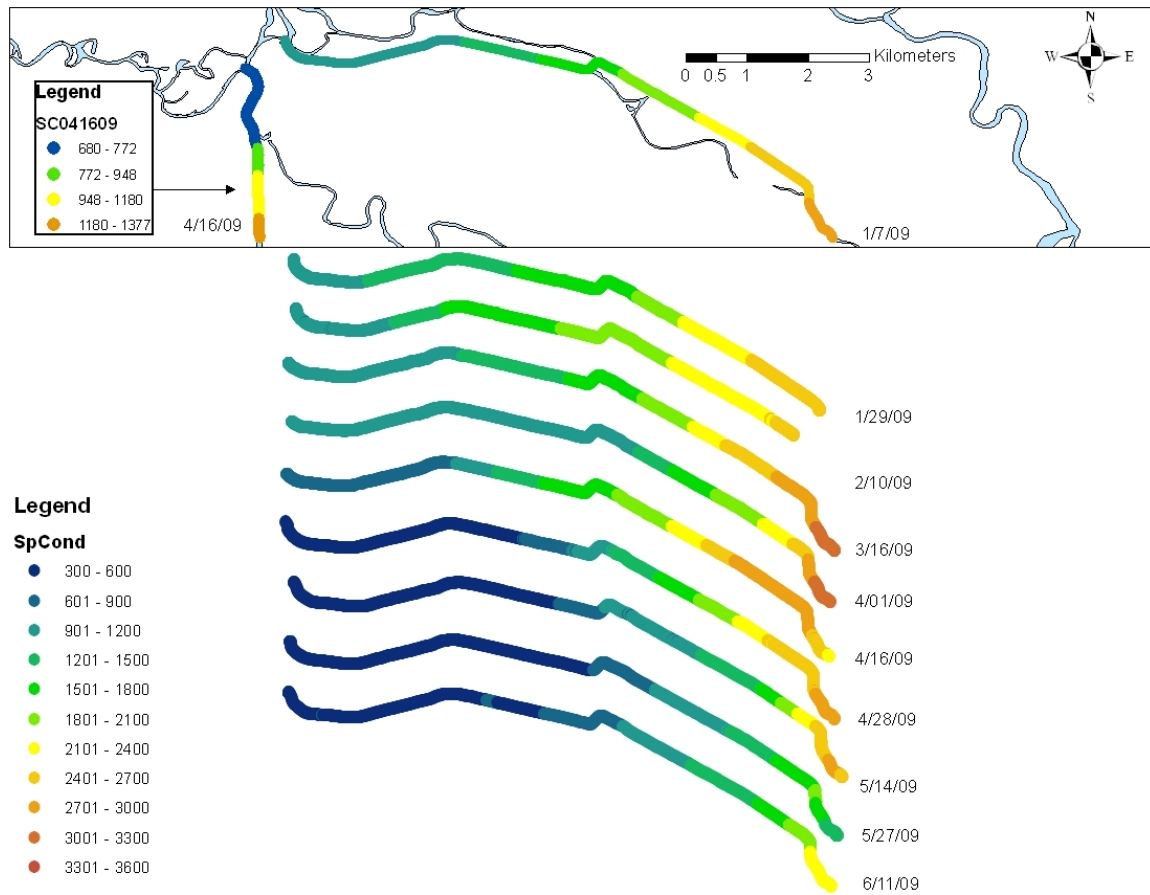 N
W E
S
Kilometers
0 0.5 1 2 3
Legend
SC041609
680 - 772
772 - 948
948 - 1180
1180 - 1377
4/16/09
1/7/09
1/29/09
2/10/09
3/16/09
4/01/09
4/16/09
4/28/09
5/14/09
5/27/09
6/11/09
Legend
SpCond
300 - 600
601 - 900
901 - 1200
1201 - 1500
1501 - 1800
1801 - 2100
2101 - 2400
2401 - 2700
2701 - 3000
3001 - 3300
3301 - 3600